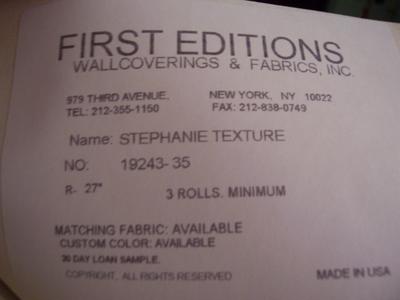 FIRST EDITIONS
WALLCOVERINGS & FABRICS, INC.
979 THIRD AVENUE, NEW YORK, NY 10022
TEL: 212-355-1150 FAX: 212-838-0749
Name: STEPHANIE TEXTURE
NO: 19243-35
R- 27" 3 ROLLS. MINIMUM
MATCHING FABRIC: AVAILABLE
CUSTOM COLOR: AVAILABLE
30 DAY LOAN SAMPLE.
COPYRIGHT, ALL RIGHTS RESERVED MADE IN USA